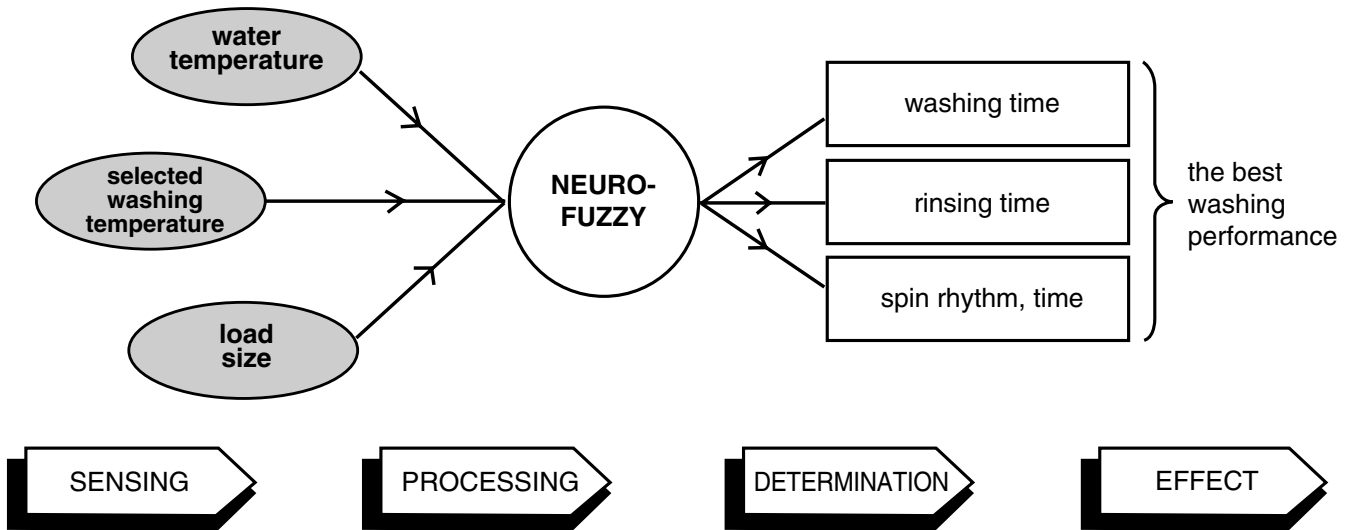 water
temperature
selected
washing
temperature
load
size
NEURO-
FUZZY
washing time
rinsing time
spin rhythm, time
the best
washing
performance
SENSING
PROCESSING
DETERMINATION
EFFECT